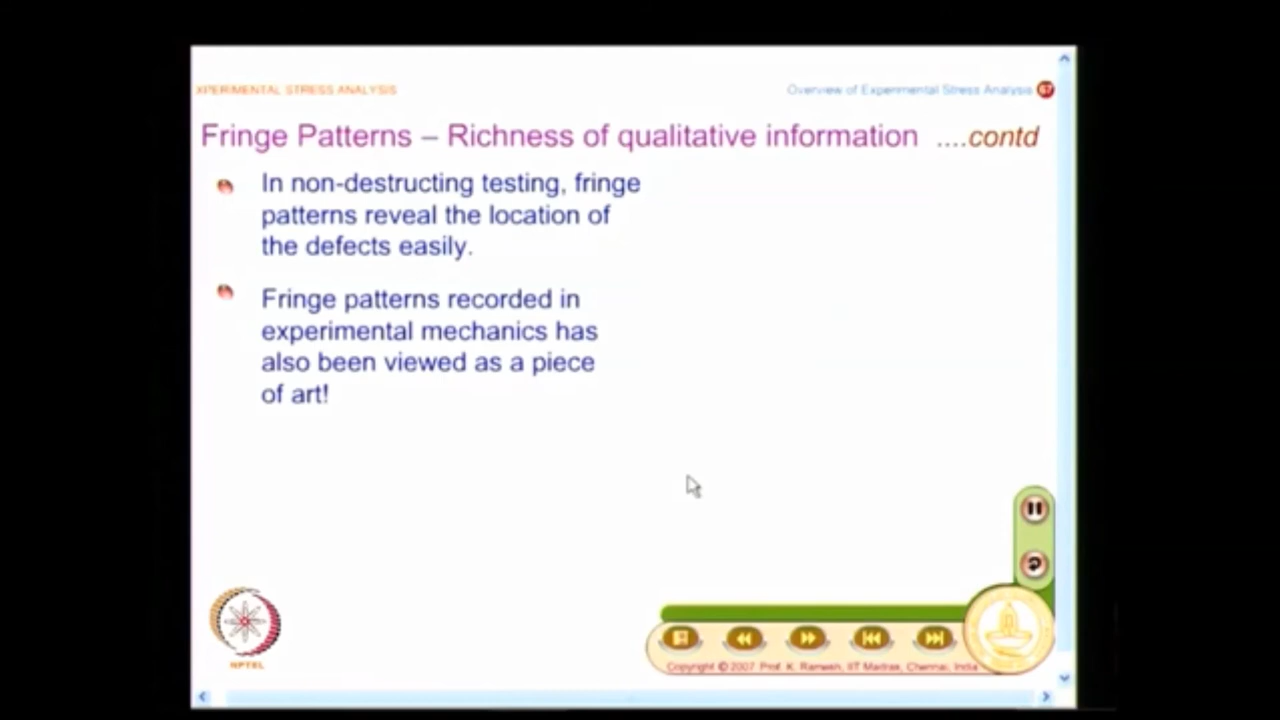 XPERIMENTAL STRESS ANALYSIS
Overview of Experimental Stress Analysis 67
Fringe Patterns – Richness of qualitative information ....contd
In non-destructing testing, fringe
patterns reveal the location of
the defects easily.
Fringe patterns recorded in
experimental mechanics has
also been viewed as a piece
of art!
NPTEL
Copyright © 2007 Prof. K. Ramesh, IIT Madras, Chennai, India